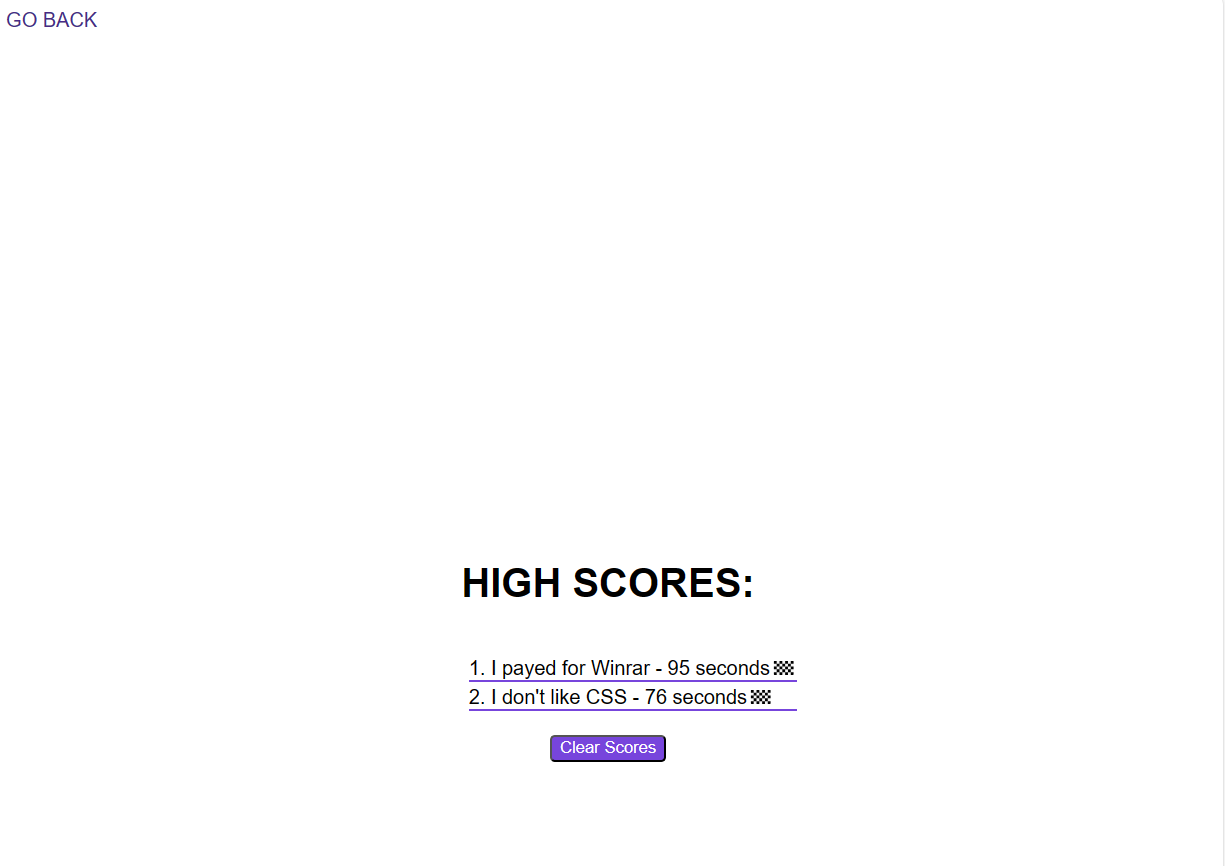 GO BACK
HIGH SCORES:
1. I payed for Winrar - 95 seconds 🏁
2. I don't like CSS - 76 seconds 🏁
Clear Scores